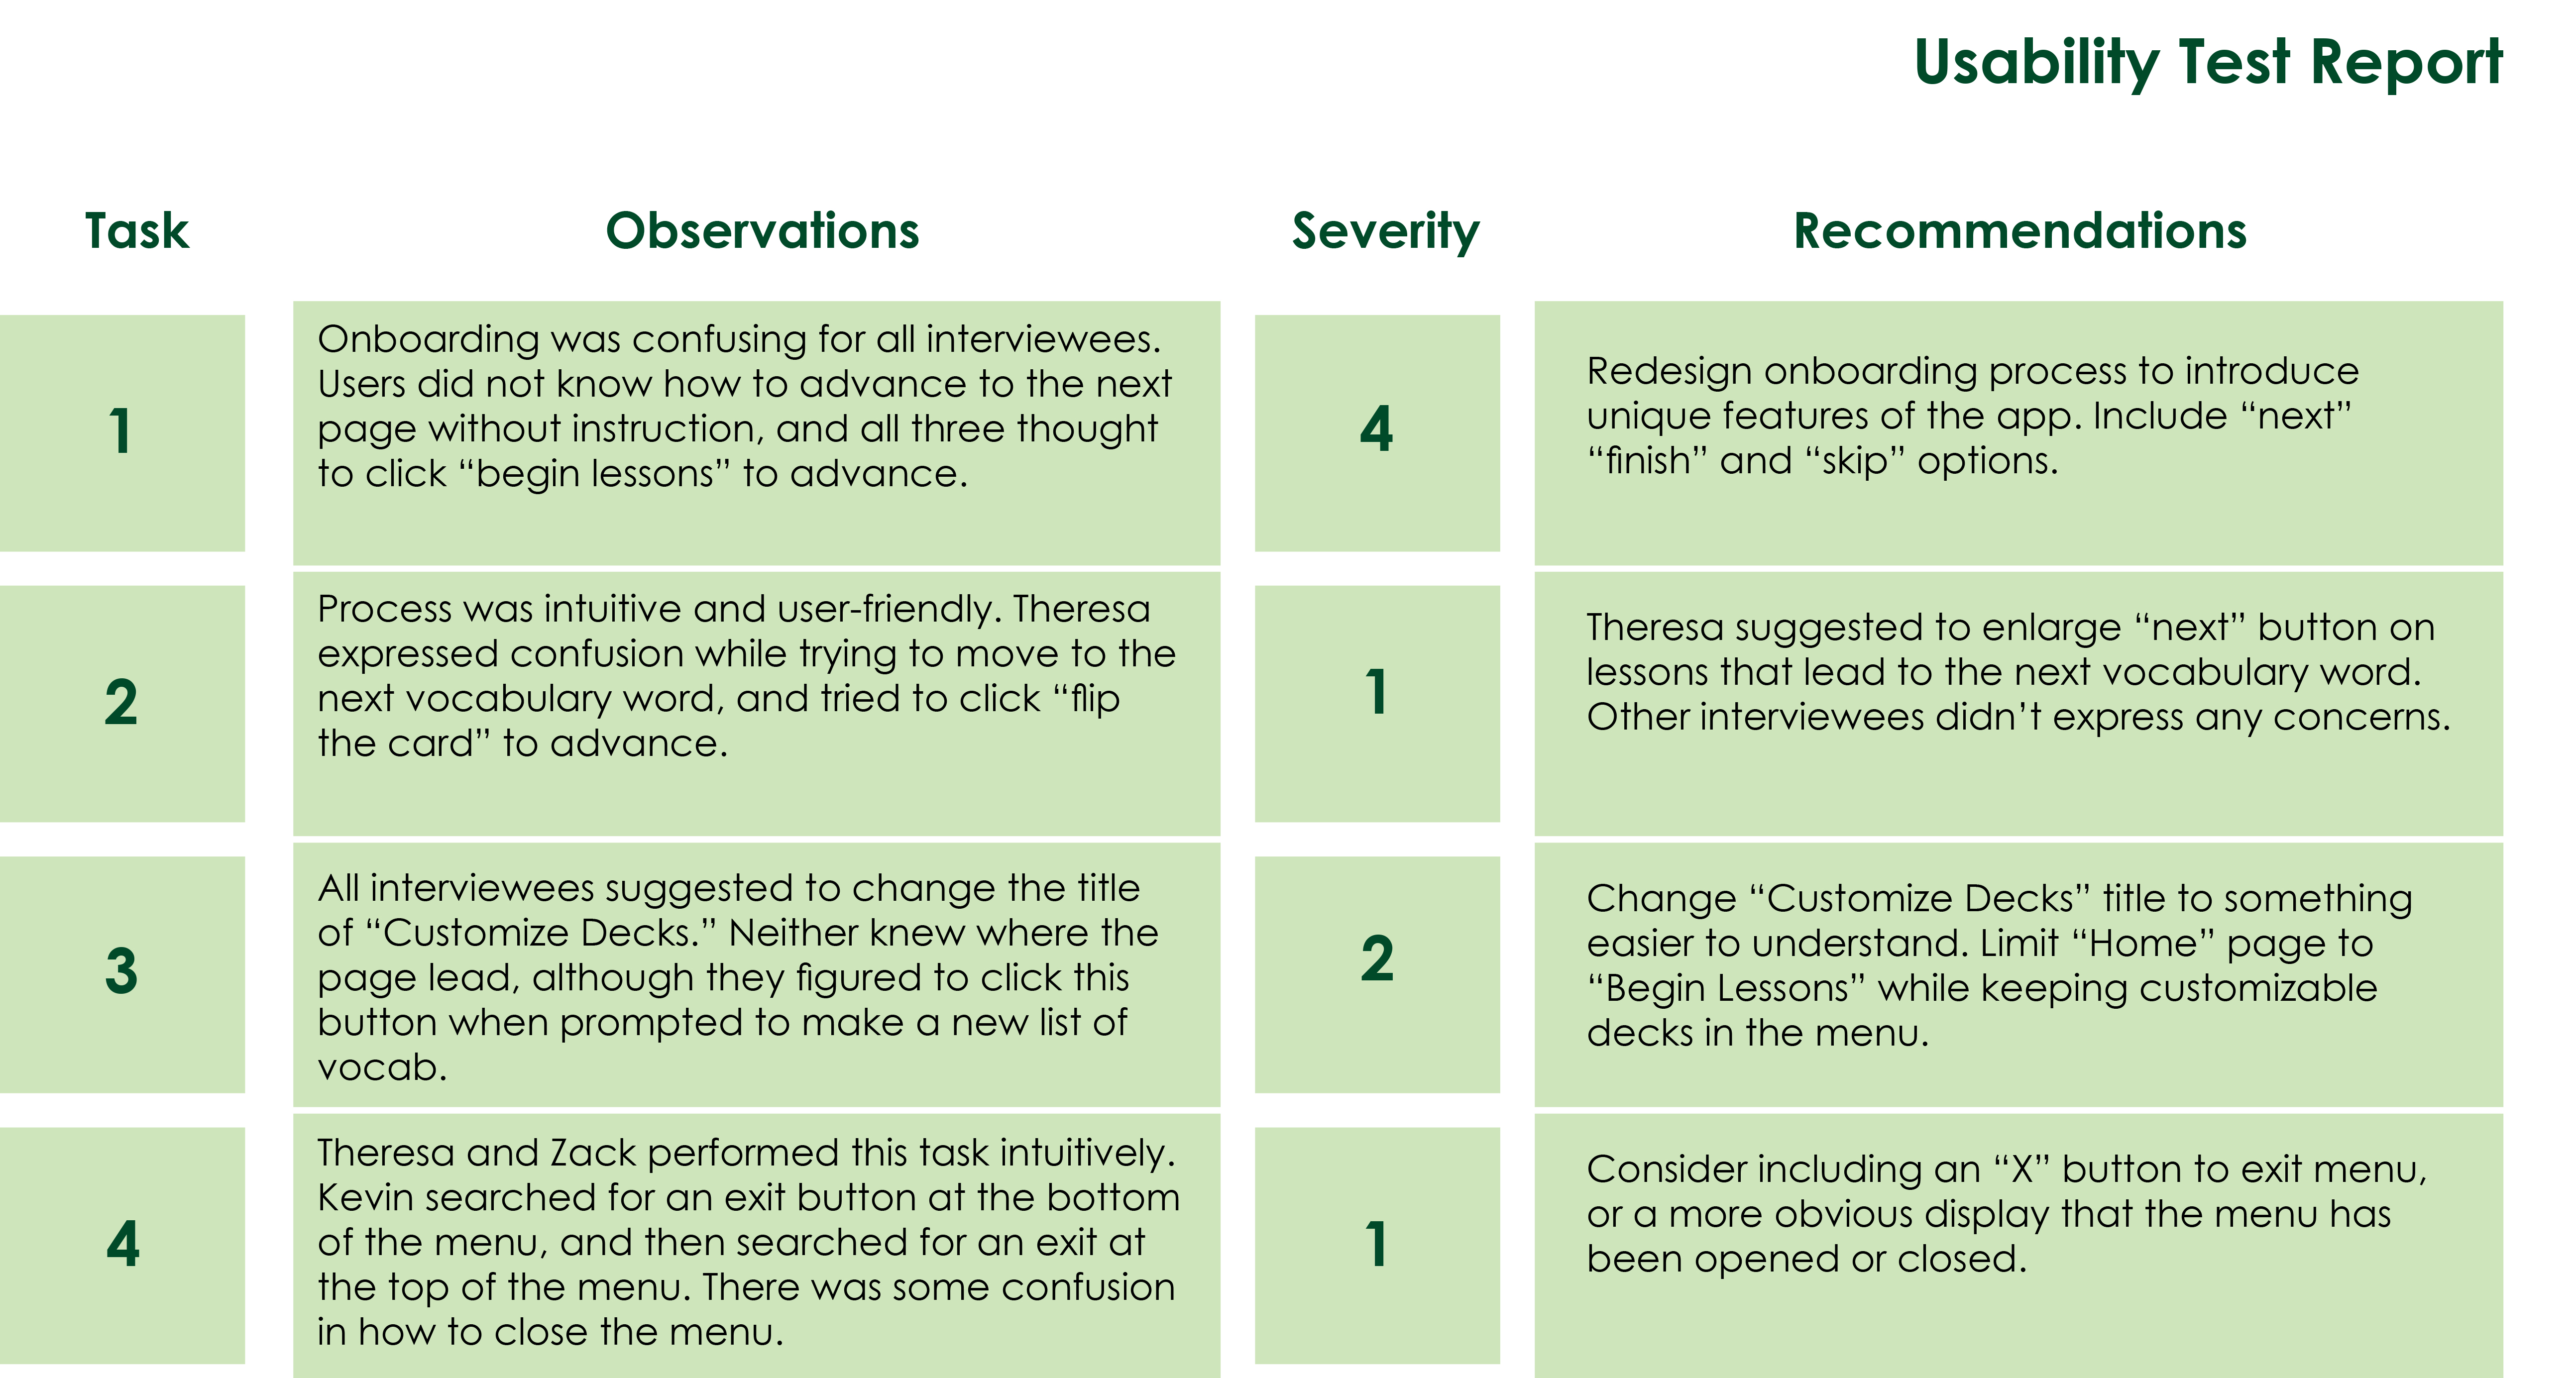 Usability Test Report
Task
Observations
Severity
Recommendations
1
Onboarding was confusing for all interviewees.
Users did not know how to advance to the next
page without instruction, and all three thought
to click “begin lessons” to advance.
4
Redesign onboarding process to introduce
unique features of the app. Include “next”
“finish” and “skip” options.
2
Process was intuitive and user-friendly. Theresa
expressed confusion while trying to move to the
next vocabulary word, and tried to click “flip
the card” to advance.
1
Theresa suggested to enlarge “next” button on
lessons that lead to the next vocabulary word.
Other interviewees didn’t express any concerns.
3
All interviewees suggested to change the title
of “Customize Decks.” Neither knew where the
page lead, although they figured to click this
button when prompted to make a new list of
vocab.
2
Change “Customize Decks” title to something
easier to understand. Limit “Home” page to
“Begin Lessons” while keeping customizable
decks in the menu.
4
Theresa and Zack performed this task intuitively.
Kevin searched for an exit button at the bottom
of the menu, and then searched for an exit at
the top of the menu. There was some confusion
in how to close the menu.
1
Consider including an “X” button to exit menu,
or a more obvious display that the menu has
been opened or closed.